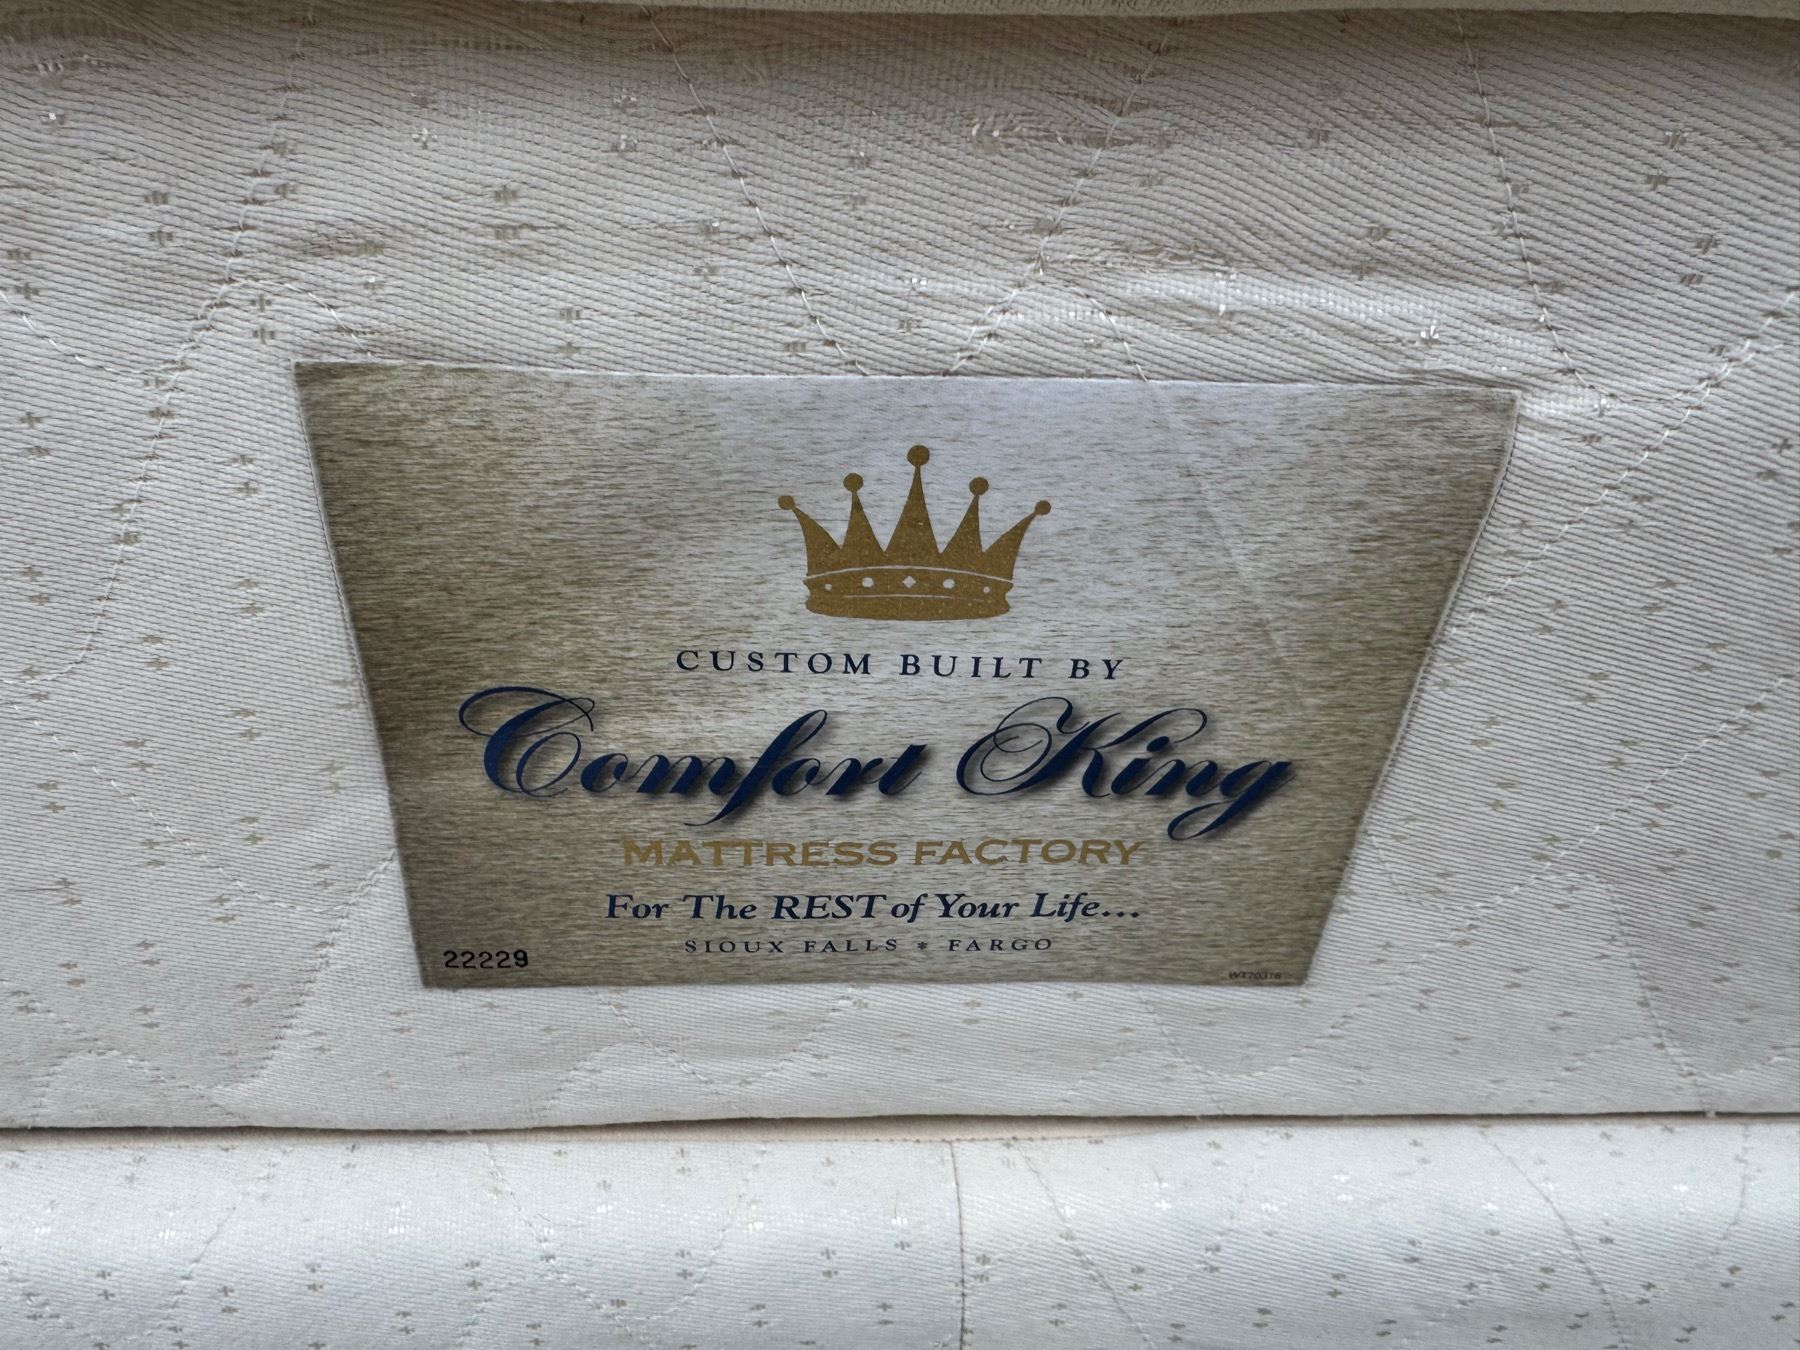 CUSTOM BUILT BY
Comfort King
MATTRESS FACTORY
For The REST of Your Life...
SIOUX FALLS * FARGO
22229